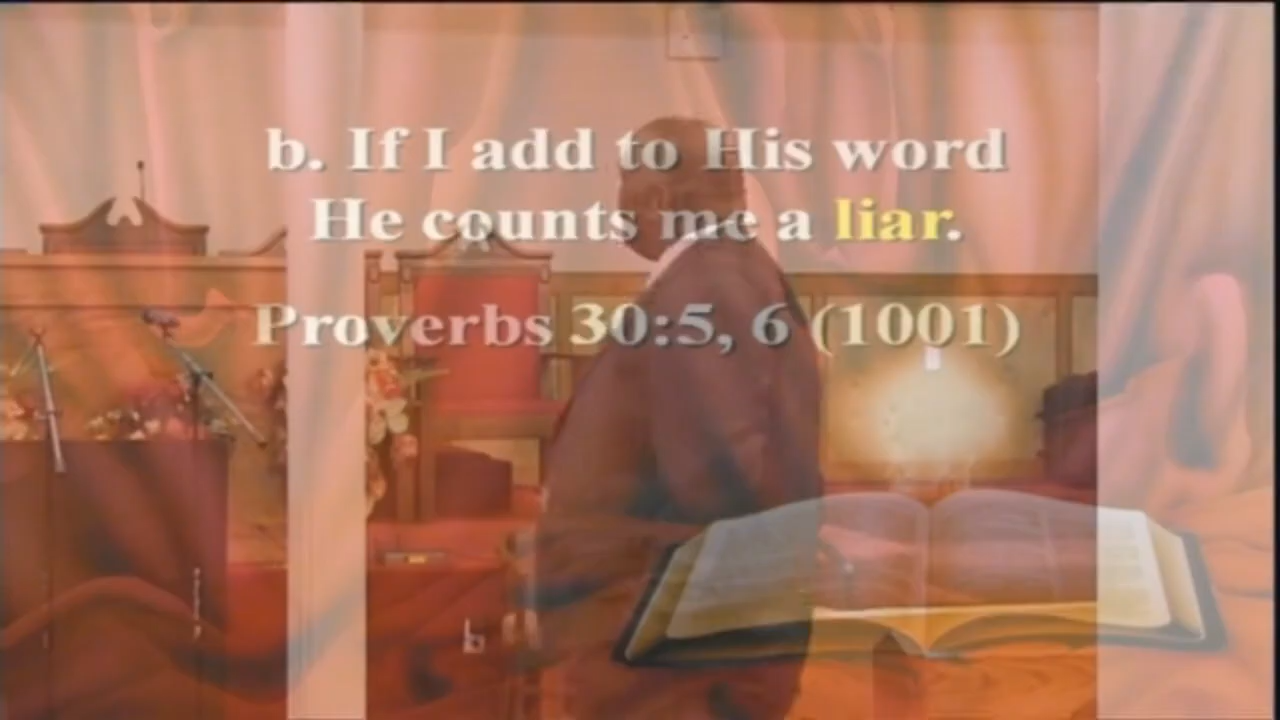 b. If I add to His word
He counts me a liar.
Proverbs 30:5, 6 (1001)